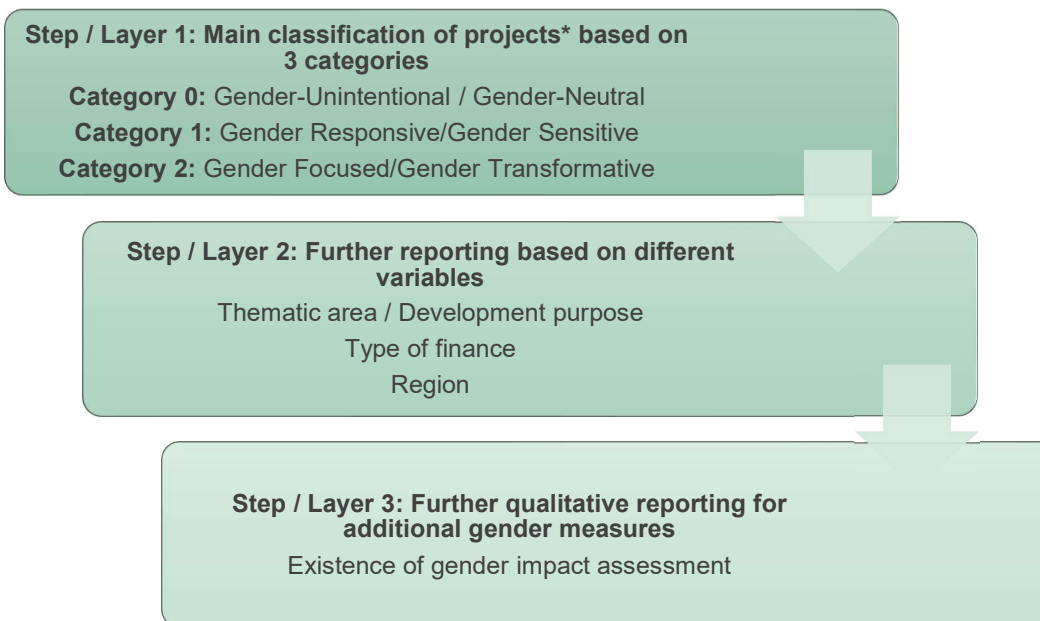 Step / Layer 1: Main classification of projects* based on
3 categories
Category 0: Gender-Unintentional / Gender-Neutral
Category 1: Gender Responsive/Gender Sensitive
Category 2: Gender Focused/Gender Transformative
Step / Layer 2: Further reporting based on different
variables
Thematic area / Development purpose
Type of finance
Region
Step / Layer 3: Further qualitative reporting for
additional gender measures
Existence of gender impact assessment